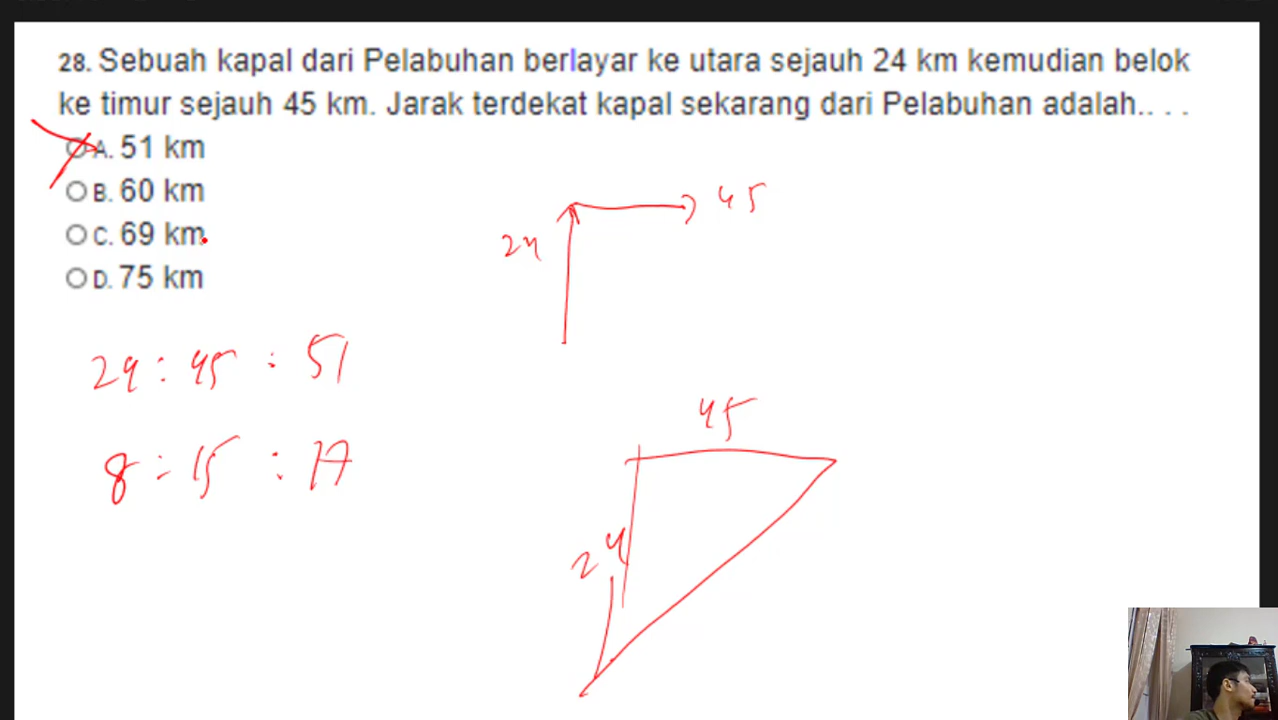 28. Sebuah kapal dari Pelabuhan berlayar ke utara sejauh 24 km kemudian belok
ke timur sejauh 45 km. Jarak terdekat kapal sekarang dari Pelabuhan adalah.. . .
A. 51 km
B. 60 km
C. 69 km
D. 75 km
45
24
24 : 45 : 51
45
8 : 15 : 17
24